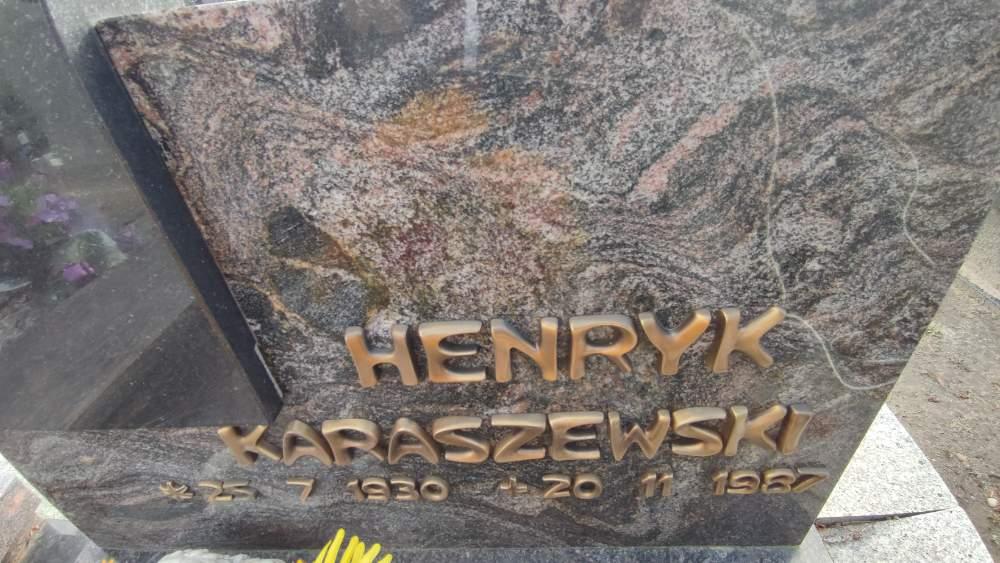 HENRYK
KARASZEWSKI
* 25 7 1930 + 20 11 1987